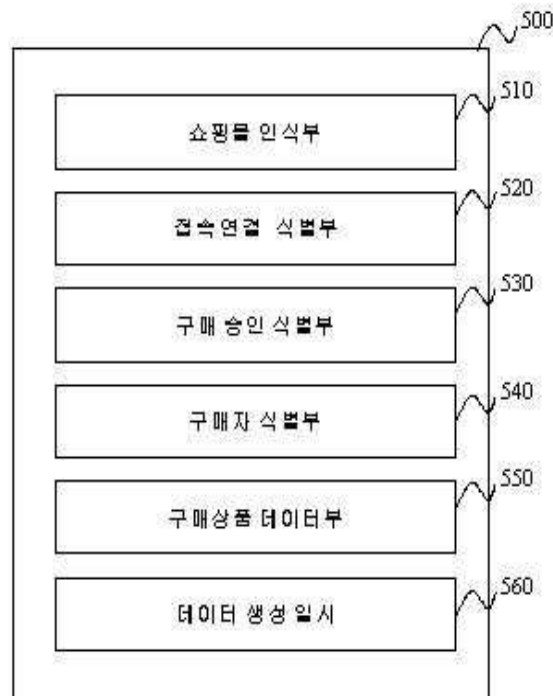 500
510
쇼핑몰 인식부
520
접속연결 식별부
530
구매 승인 식별부
540
구매자 식별부
550
구매상품 데이터부
560
데이터 생성 일시